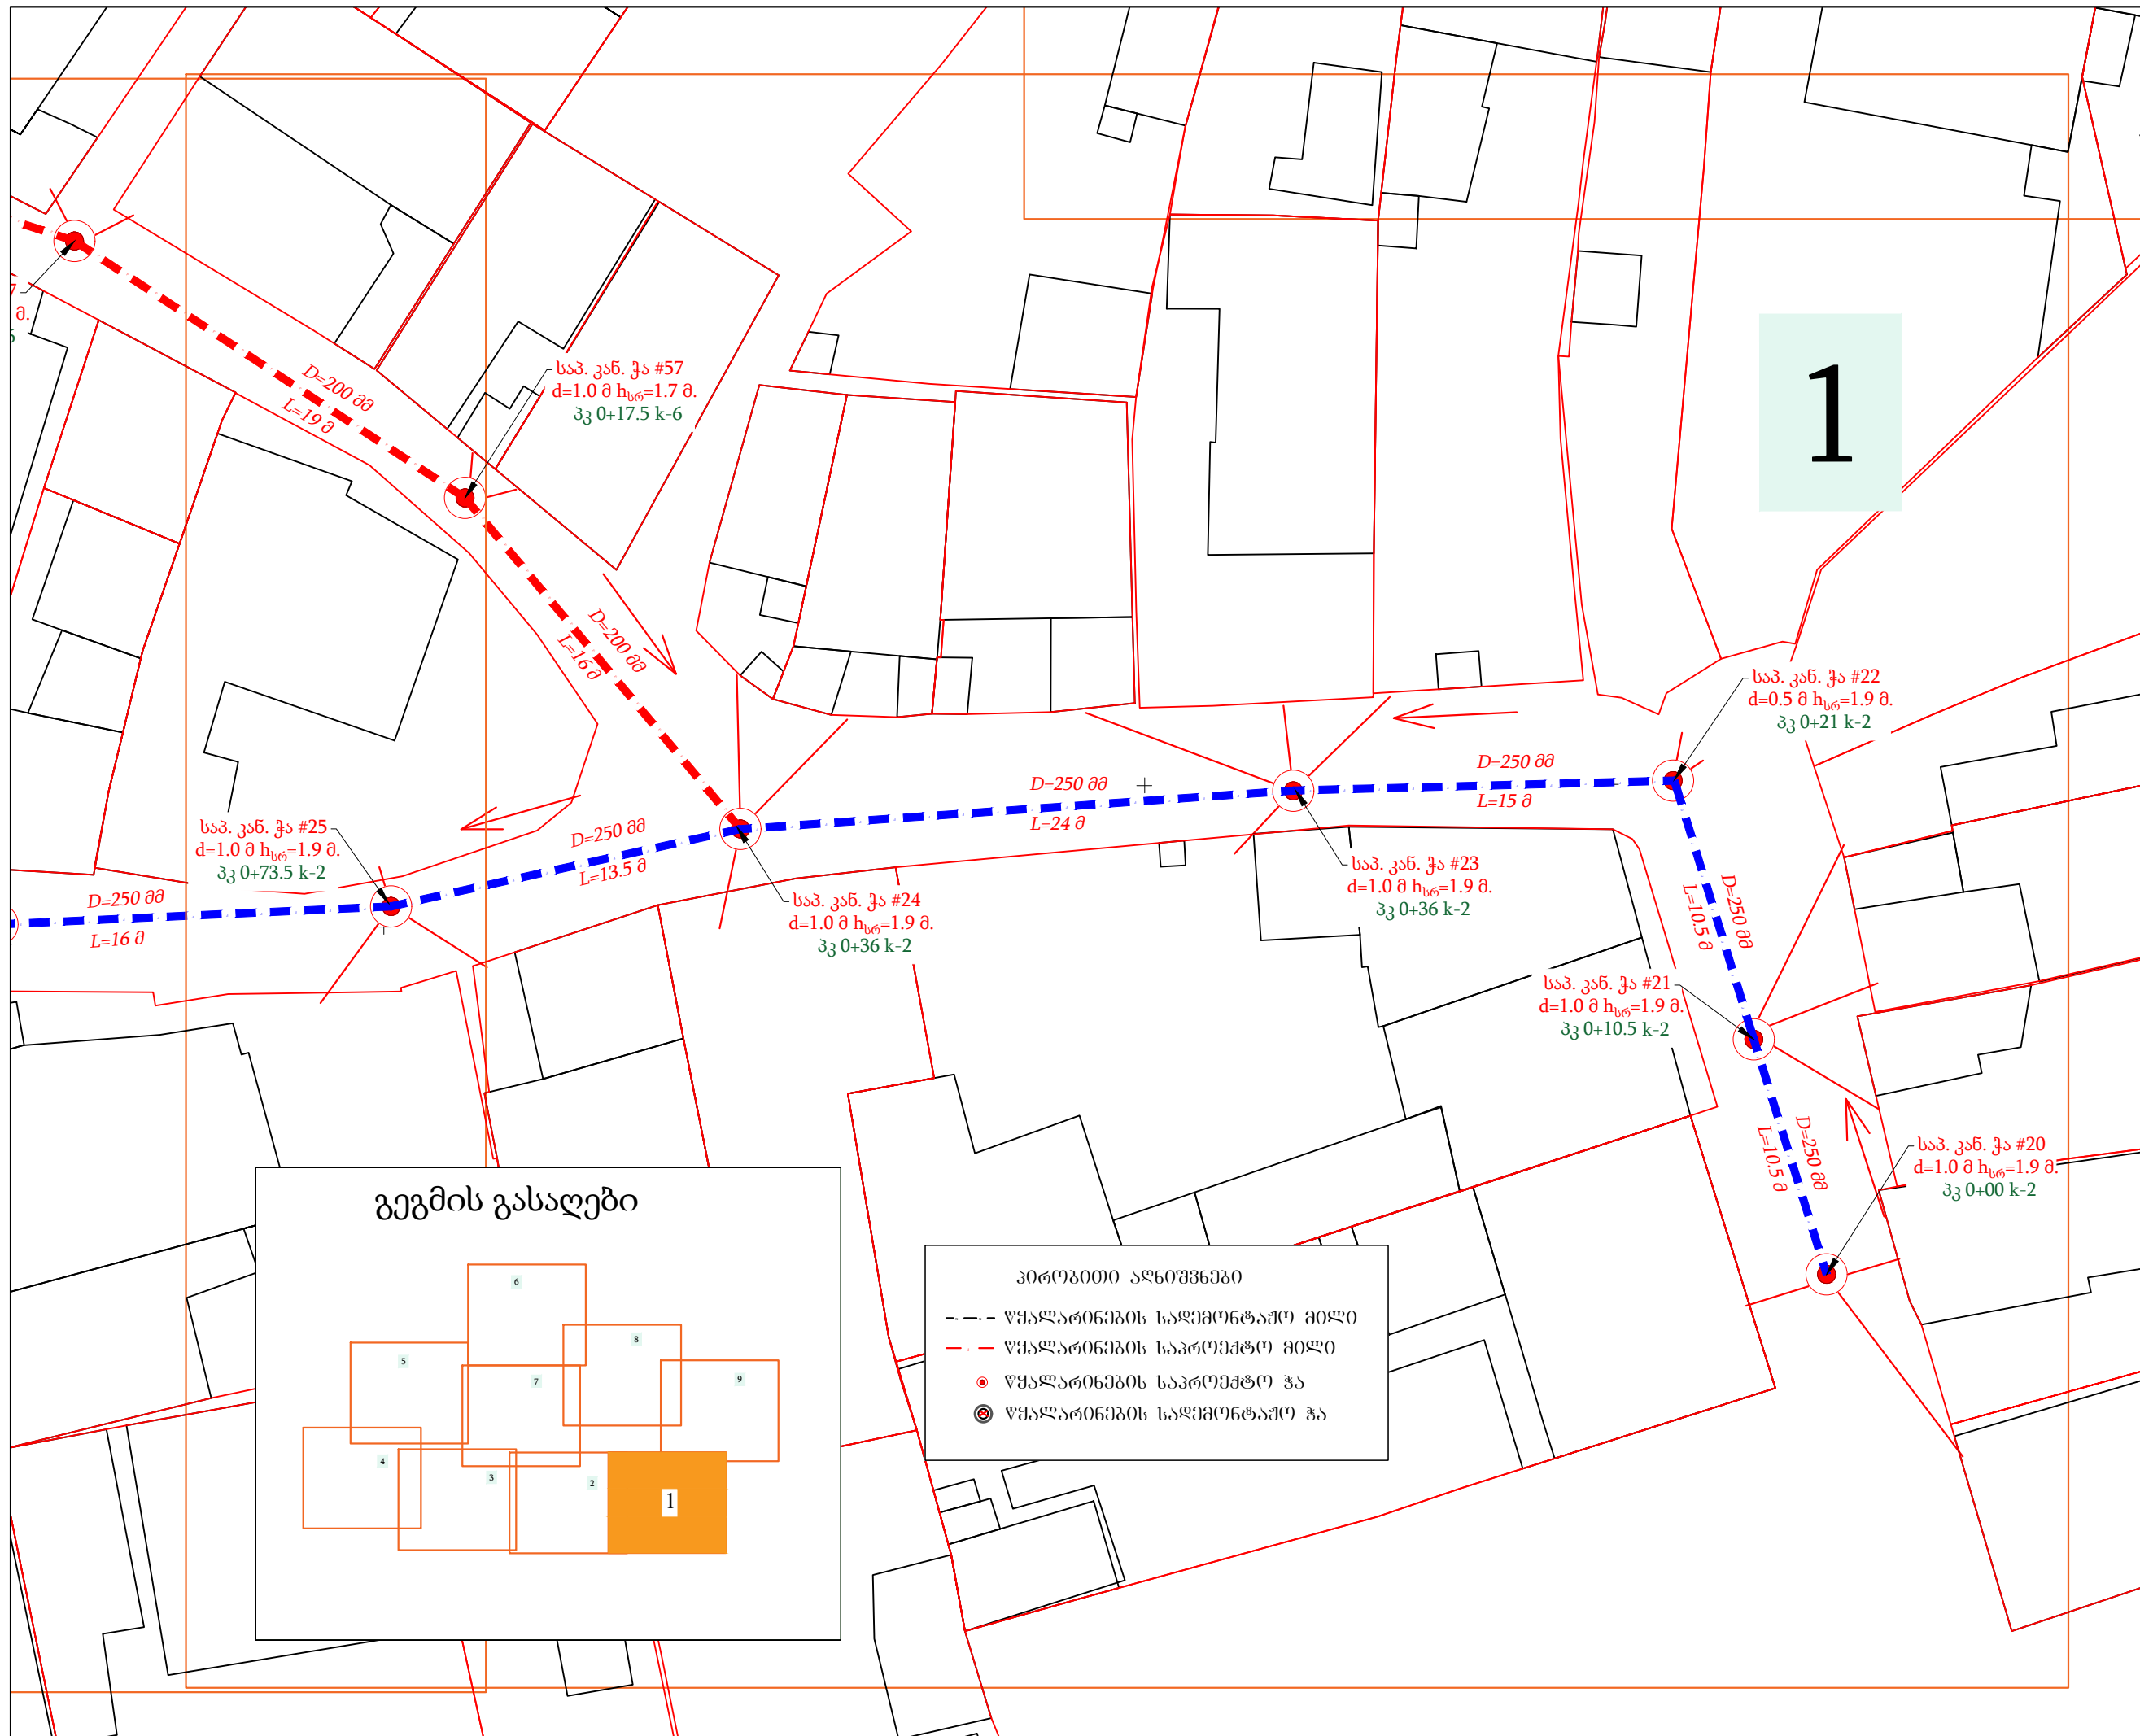 1
D=200 მმ
L=19 მ
საპ. კან. ჭა #57
d=1.0 მ hსრ=1.7 მ.
პკ 0+17.5 k-6
მ.
D=200 მმ
L=16 მ
საპ. კან. ჭა #22
d=0.5 მ hსრ=1.9 მ.
პკ 0+21 k-2
D=250 მმ
L=15 მ
D=250 მმ
L=24 მ
D=250 მმ
L=13.5 მ
საპ. კან. ჭა #25
d=1.0 მ hსრ=1.9 მ.
პკ 0+73.5 k-2
D=250 მმ
L=16 მ
საპ. კან. ჭა #24
d=1.0 მ hსრ=1.9 მ.
პკ 0+36 k-2
საპ. კან. ჭა #23
d=1.0 მ hსრ=1.9 მ.
პკ 0+36 k-2
D=250 მმ
L=10.5 მ
საპ. კან. ჭა #21
d=1.0 მ hსრ=1.9 მ.
პკ 0+10.5 k-2
D=250 მმ
L=10.5 მ
საპ. კან. ჭა #20
d=1.0 მ hსრ=1.9 მ.
პკ 0+00 k-2
გეგმის გასაღები
6
8
5
7
9
4
3
2
1
პირობითი აღნიშვნები
წყალარინების სადემონტაჟო მილი
წყალარინების საპროექტო მილი
წყალარინების საპროექტო ჭა
წყალარინების სადემონტაჟო ჭა